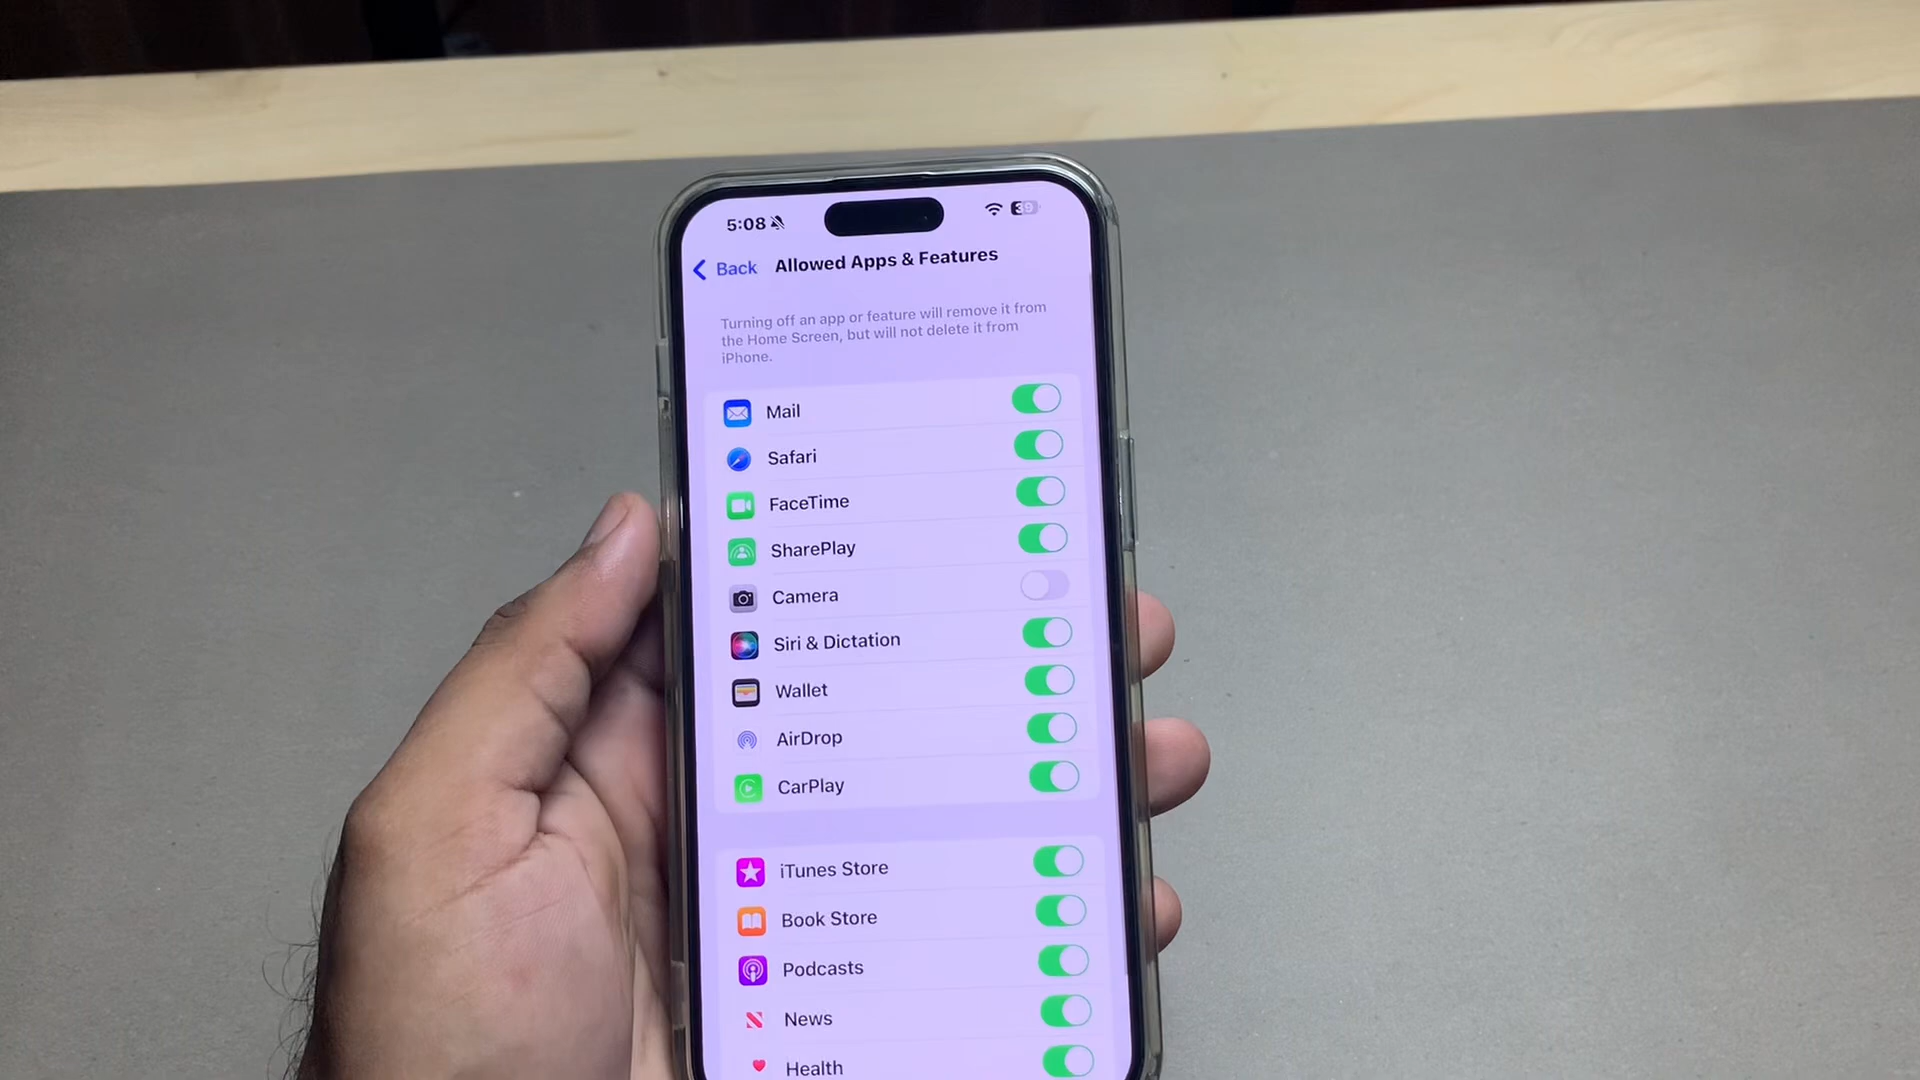 5:08
39
Back
Allowed Apps & Features
Turning off an app or feature will remove it from
the Home Screen, but will not delete it from
iPhone.
Mail
Safari
FaceTime
SharePlay
Camera
Siri & Dictation
Wallet
AirDrop
CarPlay
iTunes Store
Book Store
Podcasts
News
Health